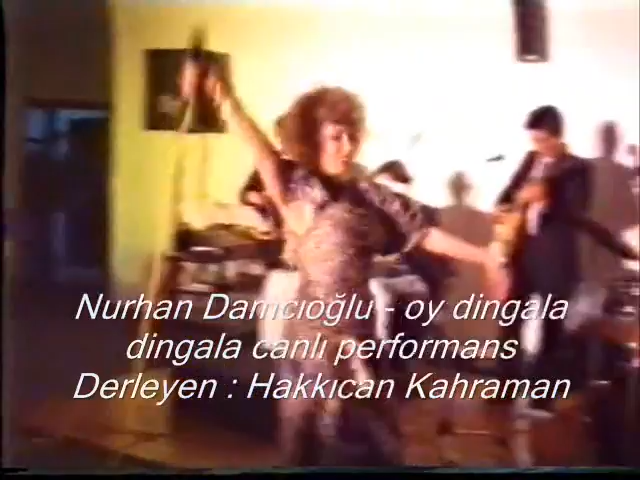 Nurhan Damcıoğlu - oy dingala
dingala canlı performans
Derleyen : Hakkıcan Kahraman